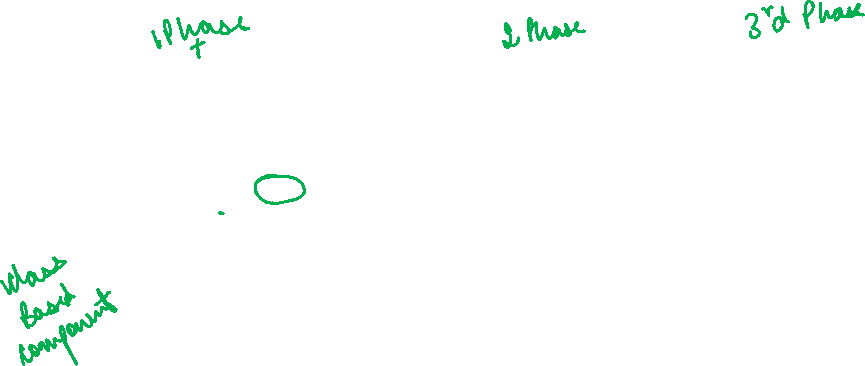 1 Phase
2 Phase
3rd Phase
Class
Based
component